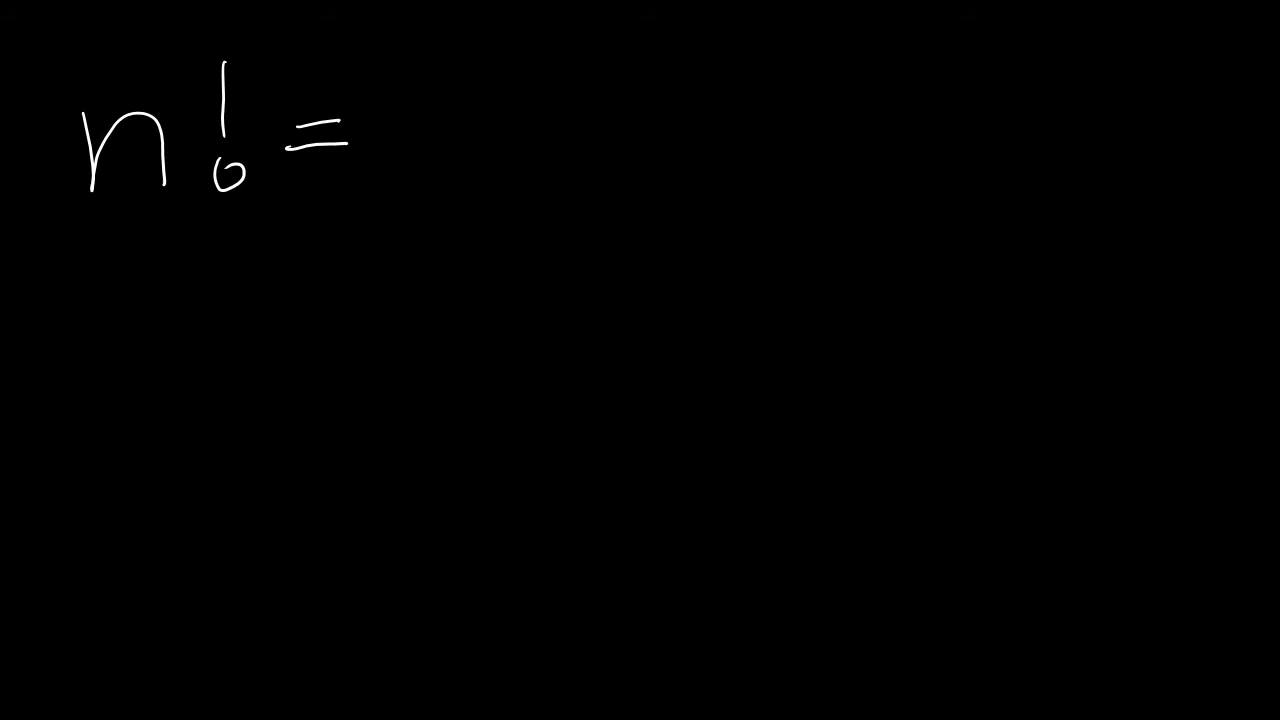 n! =